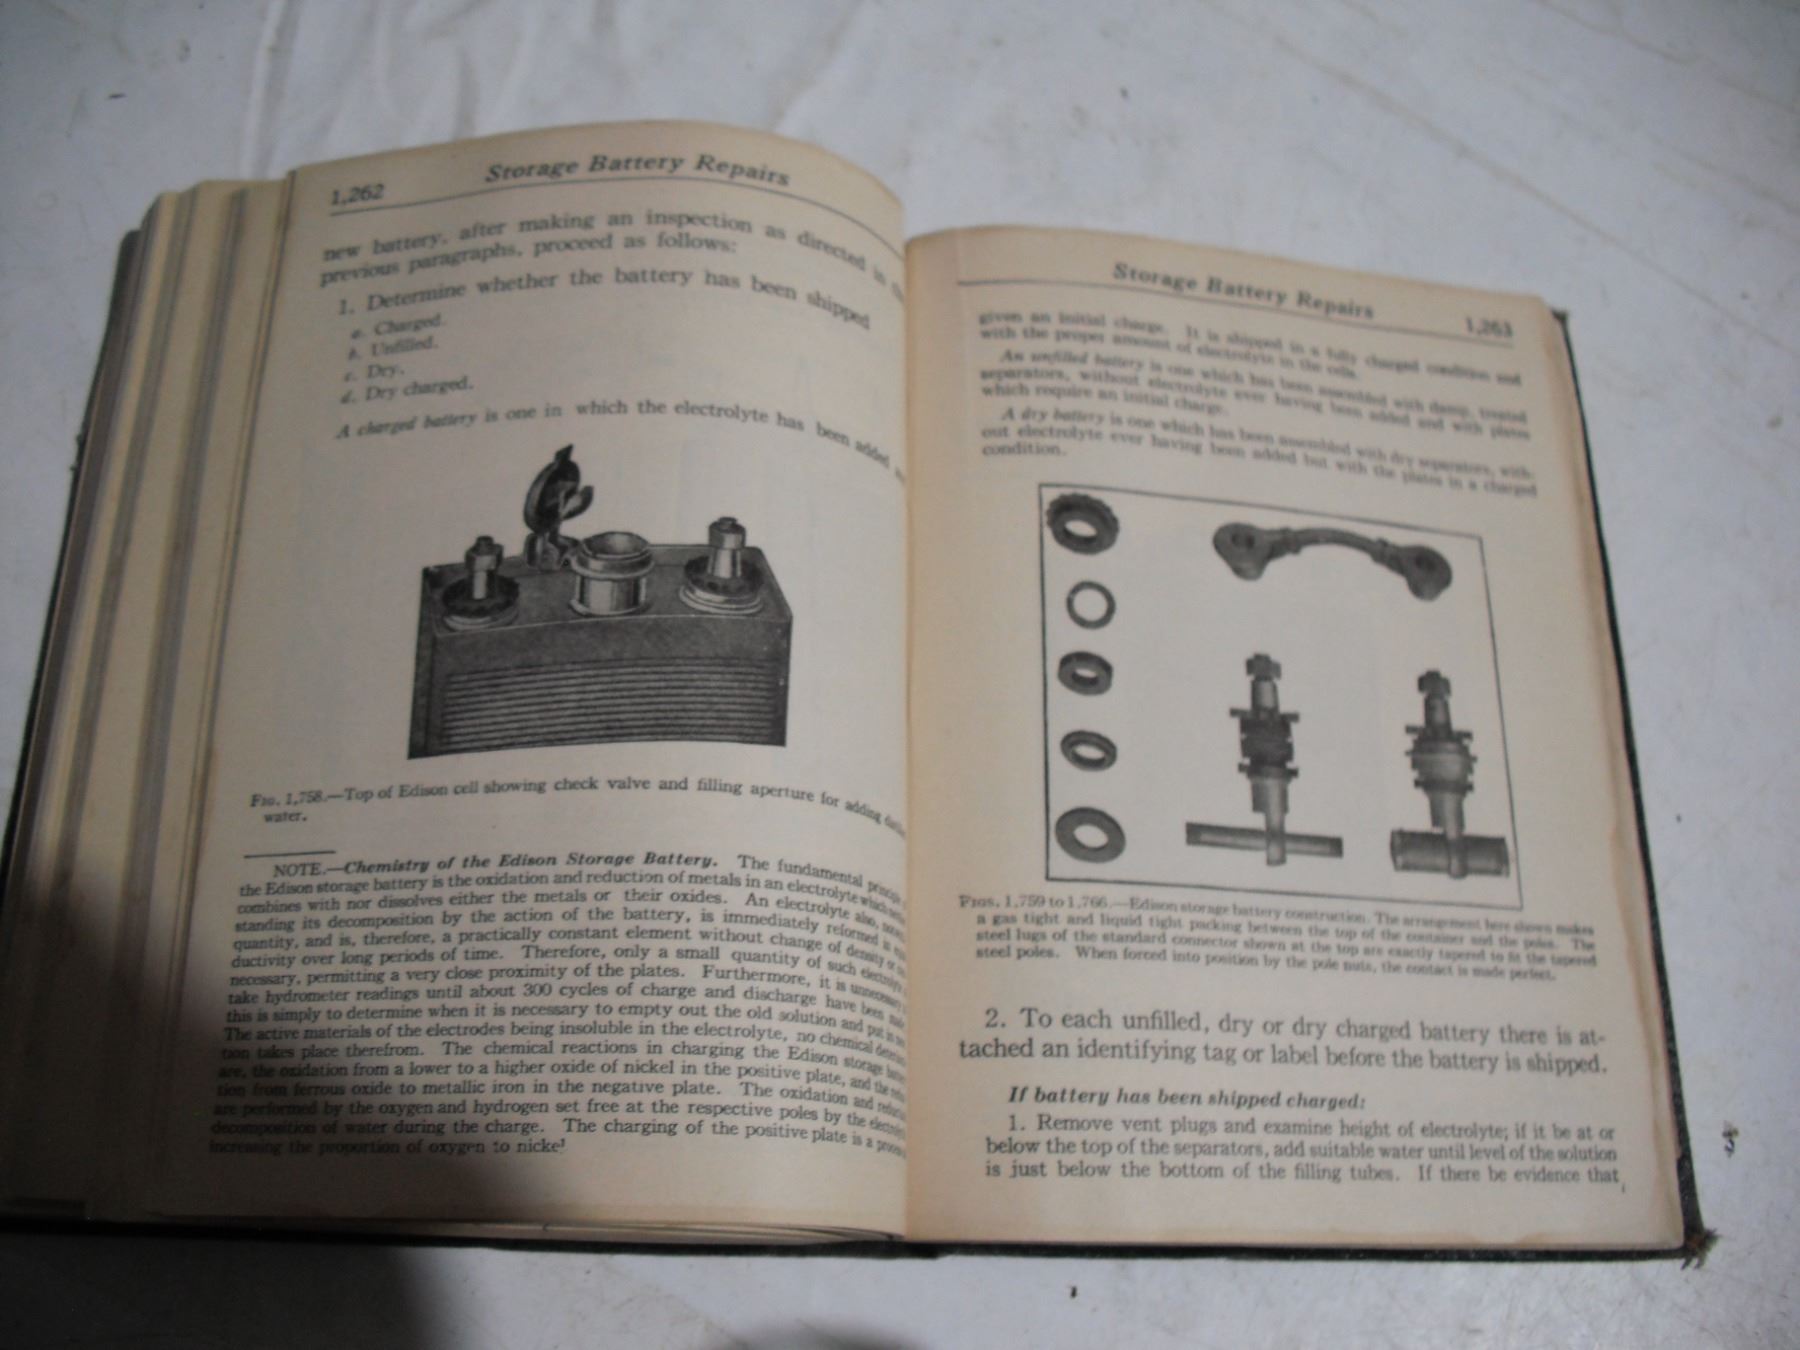 1,262
Storage Battery Repairs
new battery, after making an inspection as directed in
previous paragraphs, proceed as follows:
1. Determine whether the battery has been shipped
a. Charged.
b. Unfilled.
c. Dry.
d. Dry charged.
A charged battery is one in which the electrolyte has been added
FIG. 1,758.—Top of Edison cell showing check valve and filling aperture for adding
water.
NOTE.—Chemistry of the Edison Storage Battery. The fundamental
the Edison storage battery is the oxidation and reduction of metals in an electrolyte which
combines with nor dissolves either the metals or their oxides. An electrolyte also,
standing its decomposition by the action of the battery, is immediately reformed
quantity, and is, therefore, a practically constant element without change of density or
ductivity over long periods of time. Therefore, only a small quantity of such
necessary, permitting a very close proximity of the plates. Furthermore, it is unnecessary
take hydrometer readings until about 300 cycles of charge and discharge have been
this is simply to determine when it is necessary to empty out the old solution and put in
The active materials of the electrodes being insoluble in the electrolyte, no chemical
tion takes place therefrom. The chemical reactions in charging the Edison storage
are, the oxidation from a lower to a higher oxide of nickel in the positive plate, and the
tion from ferrous oxide to metallic iron in the negative plate. The oxidation and
are performed by the oxygen and hydrogen set free at the respective poles by the
decomposition of water during the charge. The charging of the positive plate is a
increasing the proportion of oxygen to nickel
Storage Battery Repairs
1,263
given an initial charge. It is shipped in a fully charged condition and
with the proper amount of electrolyte in the cells.
An unfilled battery is one which has been assembled with damp, treated
separators, without electrolyte ever having been added and with plates
which require an initial charge.
A dry battery is one which has been assembled with dry separators, with-
out electrolyte ever having been added but with the plates in a charged
condition.
FIGS. 1,759 to 1,766.—Edison storage battery construction. The arrangement here shown makes
a gas tight and liquid tight packing between the top of the container and the poles. The
steel lugs of the standard connector shown at the top are exactly tapered to fit the tapered
steel poles. When forced into position by the pole nuts, the contact is made perfect.
2. To each unfilled, dry or dry charged battery there is at-
tached an identifying tag or label before the battery is shipped.
If battery has been shipped charged:
1. Remove vent plugs and examine height of electrolyte; if it be at or
below the top of the separators, add suitable water until level of the solution
is just below the bottom of the filling tubes. If there be evidence that